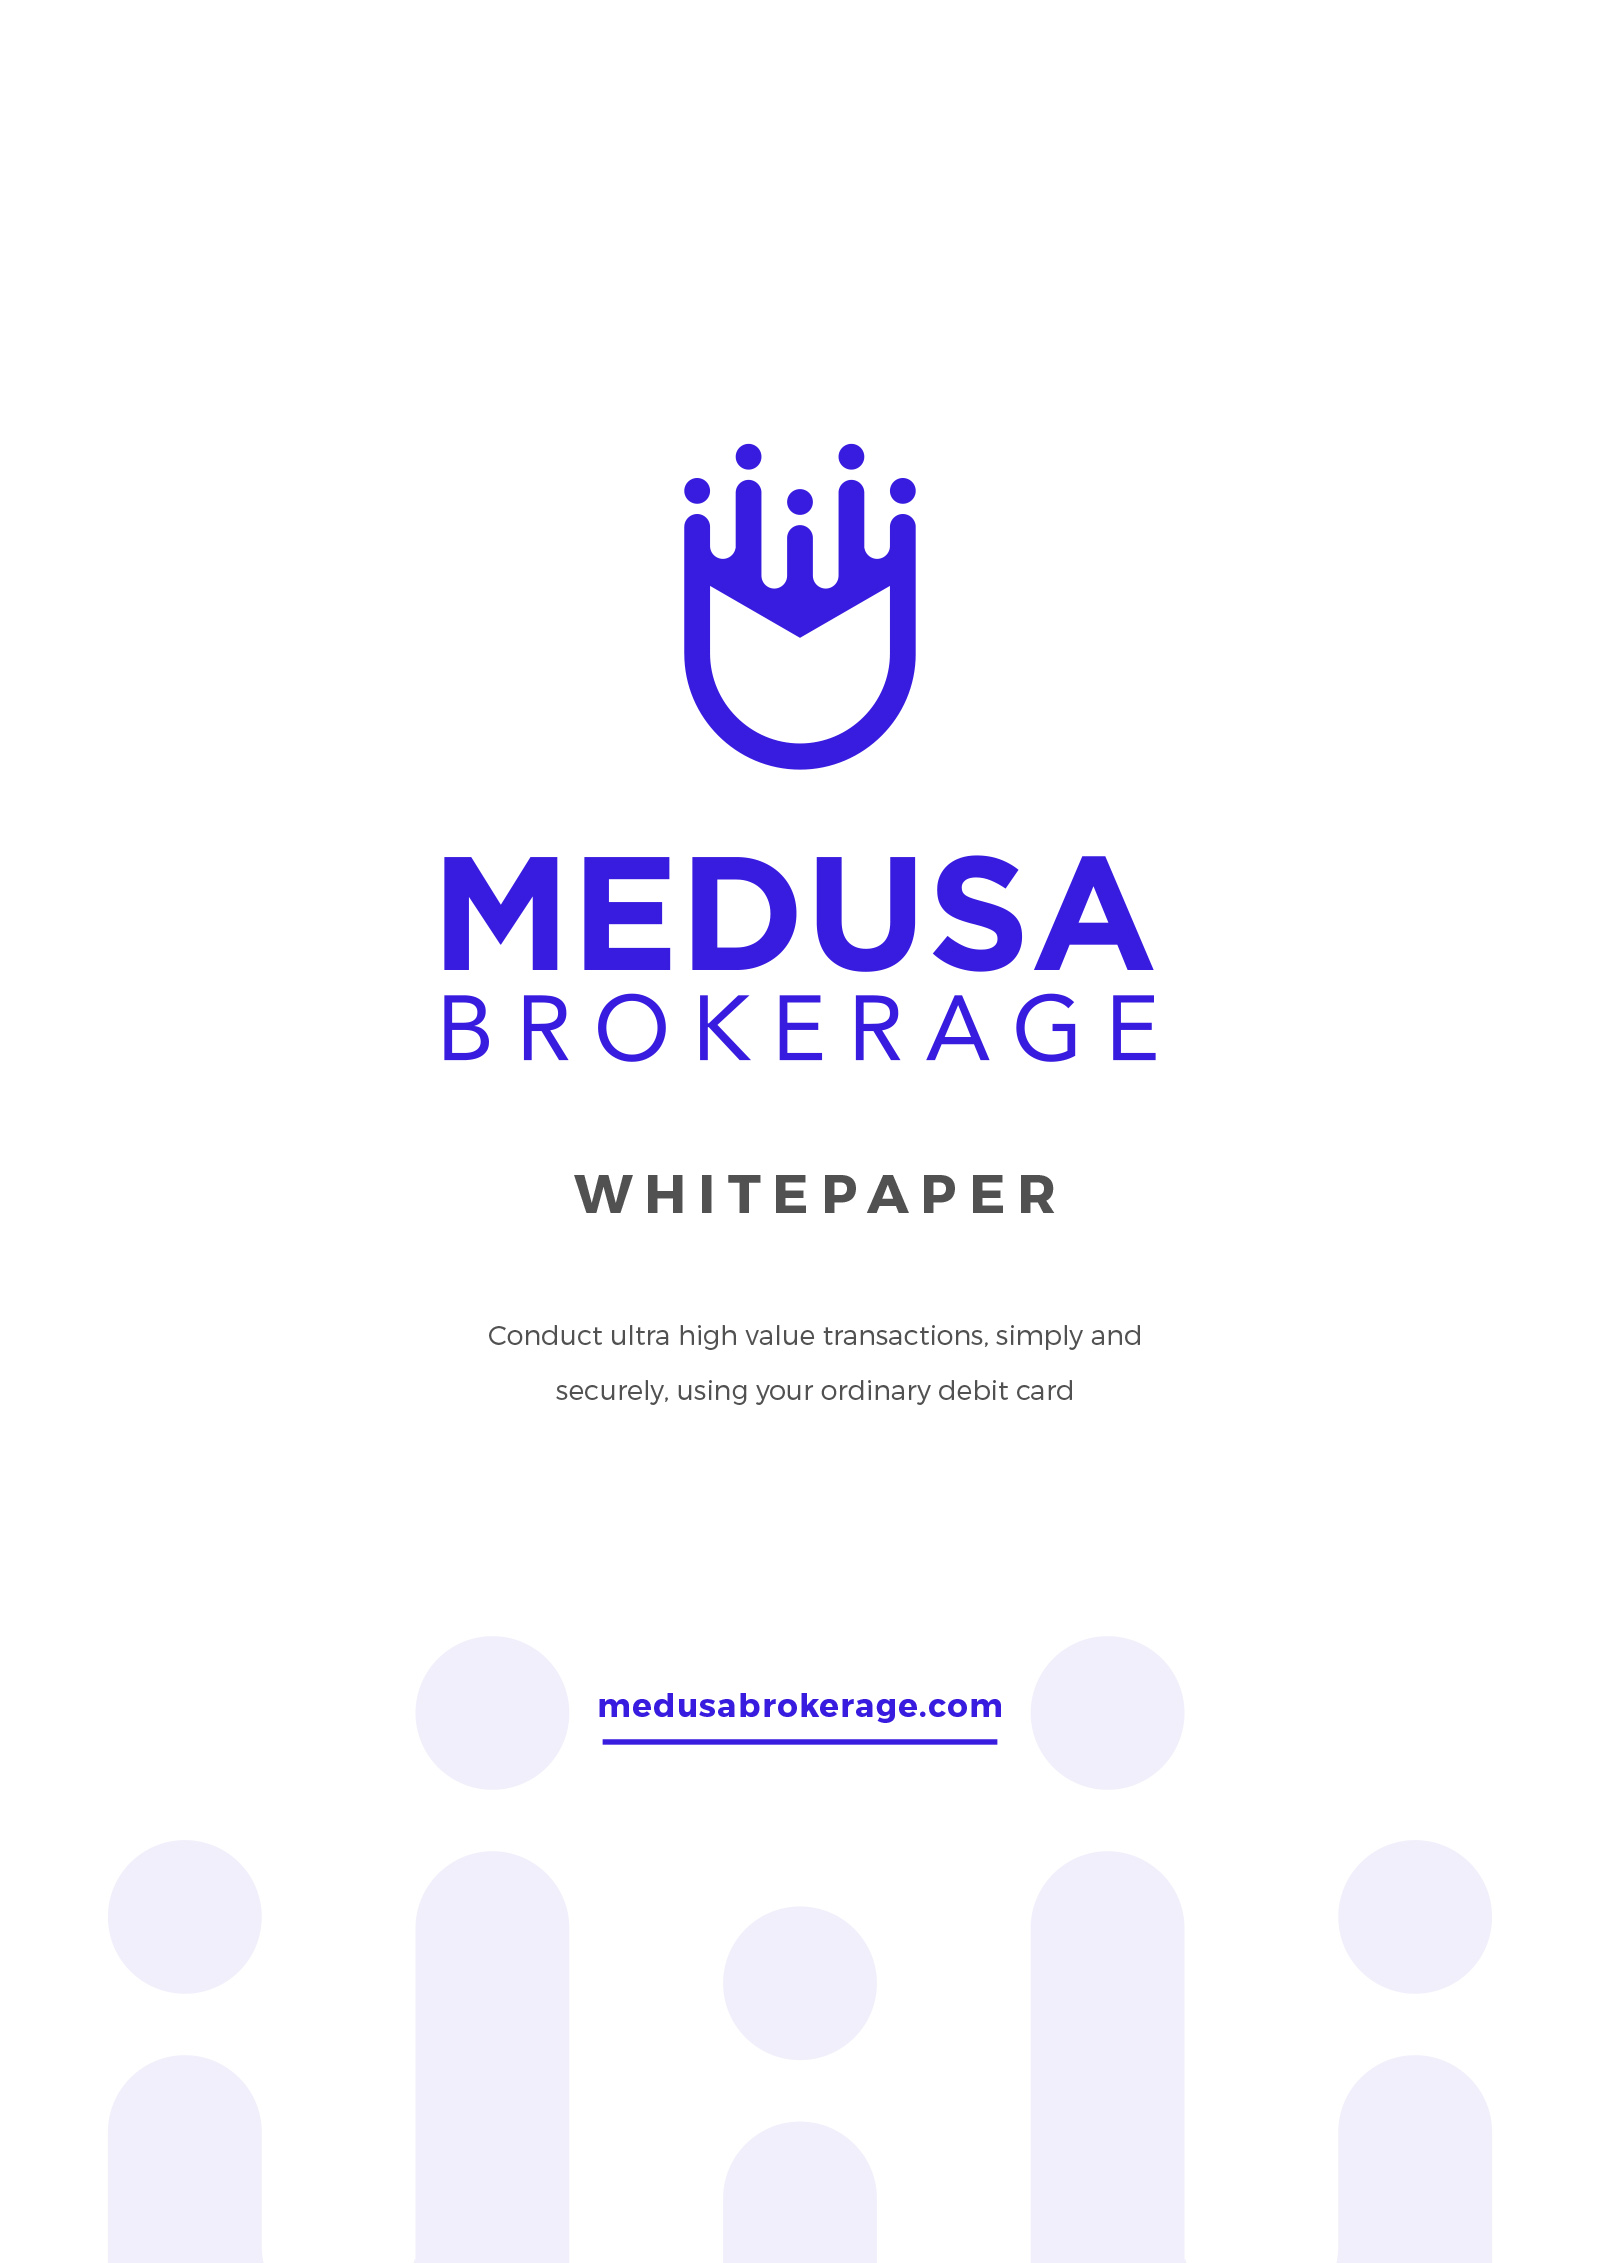 MEDUSA
BROKERAGE
WHITEPAPER
Conduct ultra high value transactions, simply and
securely, using your ordinary debit card
medusabrokerage.com